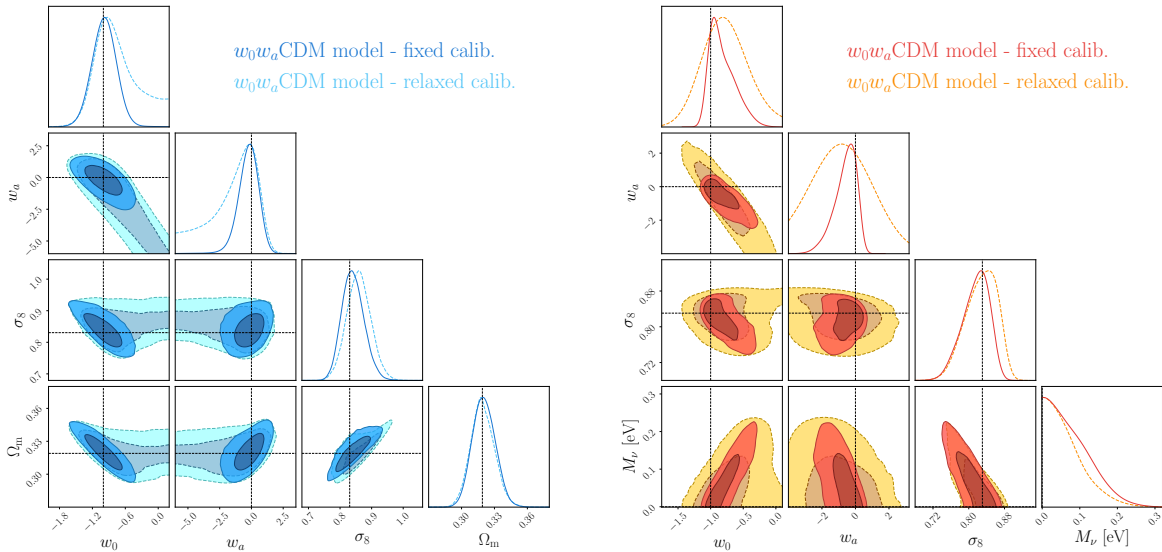 w₀wₐCDM model - fixed calib.
w₀wₐCDM model - relaxed calib.
wₐ
2.5
0.0
−2.5
−5.0
σ₈
1.0
0.9
0.8
0.7
Ωₘ
0.36
0.33
0.30
−1.8
−1.2
−0.6
0.0
w₀
−5.0
−2.5
0.0
2.5
wₐ
0.7
0.8
0.9
1.0
σ₈
0.30
0.33
0.36
Ωₘ
w₀wₐCDM model - fixed calib.
w₀wₐCDM model - relaxed calib.
wₐ
2
0
−2
σ₈
0.88
0.80
0.72
M_ν [eV]
0.3
0.2
0.1
0.0
−1.5
−1.0
−0.5
0.0
w₀
−2
0
2
wₐ
0.72
0.80
0.88
σ₈
0.0
0.1
0.2
0.3
M_ν [eV]